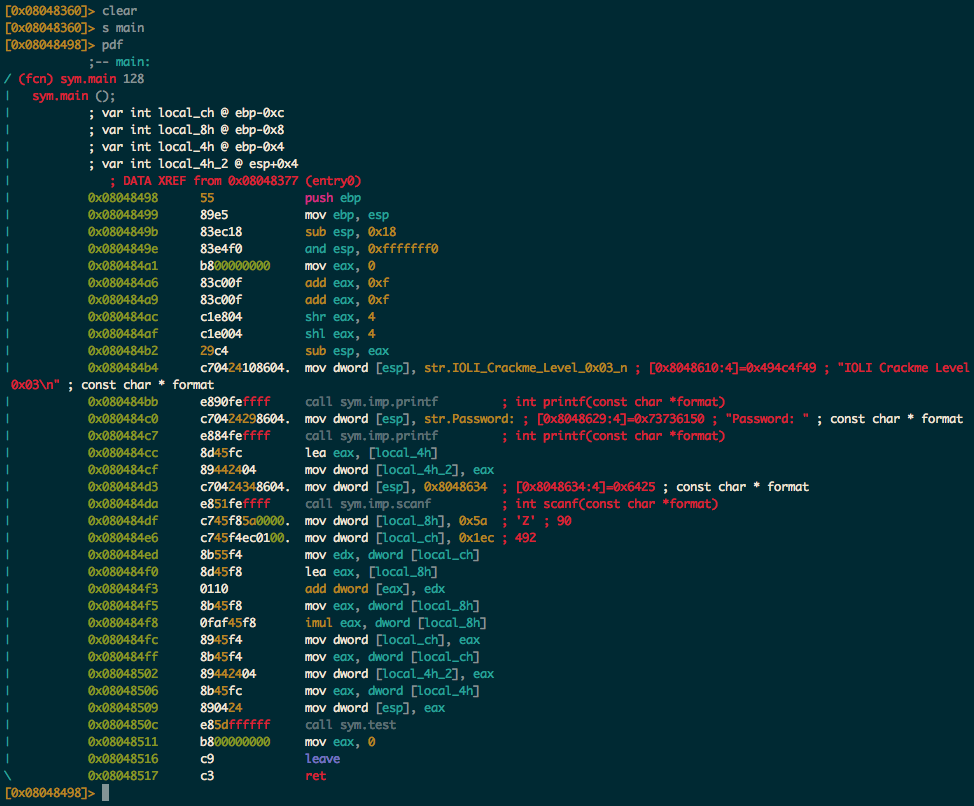 [0x08048360]> clear
[0x08048360]> s main
[0x08048498]> pdf
;-- main:
/ (fcn) sym.main 128
| sym.main ();
| ; var int local_ch @ ebp-0xc
| ; var int local_8h @ ebp-0x8
| ; var int local_4h @ ebp-0x4
| ; var int local_4h_2 @ esp+0x4
| ; DATA XREF from 0x08048377 (entry0)
| 0x08048498 55 push ebp
| 0x08048499 89e5 mov ebp, esp
| 0x0804849b 83ec18 sub esp, 0x18
| 0x0804849e 83e4f0 and esp, 0xfffffff0
| 0x080484a1 b800000000 mov eax, 0
| 0x080484a6 83c00f add eax, 0xf
| 0x080484a9 83c00f add eax, 0xf
| 0x080484ac c1e804 shr eax, 4
| 0x080484af c1e004 shl eax, 4
| 0x080484b2 29c4 sub esp, eax
| 0x080484b4 c70424108604. mov dword [esp], str.IOLI_Crackme_Level_0x03_n ; [0x8048610:4]=0x494c4f49 ; "IOLI Crackme Level
0x03\n" ; const char * format
| 0x080484bb e890feffff call sym.imp.printf ; int printf(const char *format)
| 0x080484c0 c70424298604. mov dword [esp], str.Password: ; [0x8048629:4]=0x73736150 ; "Password: " ; const char * format
| 0x080484c7 e884feffff call sym.imp.printf ; int printf(const char *format)
| 0x080484cc 8d45fc lea eax, [local_4h]
| 0x080484cf 89442404 mov dword [local_4h_2], eax
| 0x080484d3 c70424348604. mov dword [esp], 0x8048634 ; [0x8048634:4]=0x6425 ; const char * format
| 0x080484da e851feffff call sym.imp.scanf ; int scanf(const char *format)
| 0x080484df c745f85a0000. mov dword [local_8h], 0x5a ; 'Z' ; 90
| 0x080484e6 c745f4ec0100. mov dword [local_ch], 0x1ec ; 492
| 0x080484ed 8b55f4 mov edx, dword [local_ch]
| 0x080484f0 8d45f8 lea eax, [local_8h]
| 0x080484f3 0110 add dword [eax], edx
| 0x080484f5 8b45f8 mov eax, dword [local_8h]
| 0x080484f8 0faf45f8 imul eax, dword [local_8h]
| 0x080484fc 8945f4 mov dword [local_ch], eax
| 0x080484ff 8b45f4 mov eax, dword [local_ch]
| 0x08048502 89442404 mov dword [local_4h_2], eax
| 0x08048506 8b45fc mov eax, dword [local_4h]
| 0x08048509 890424 mov dword [esp], eax
| 0x0804850c e85dffffff call sym.test
| 0x08048511 b800000000 mov eax, 0
| 0x08048516 c9 leave
\ 0x08048517 c3 ret
[0x08048498]>